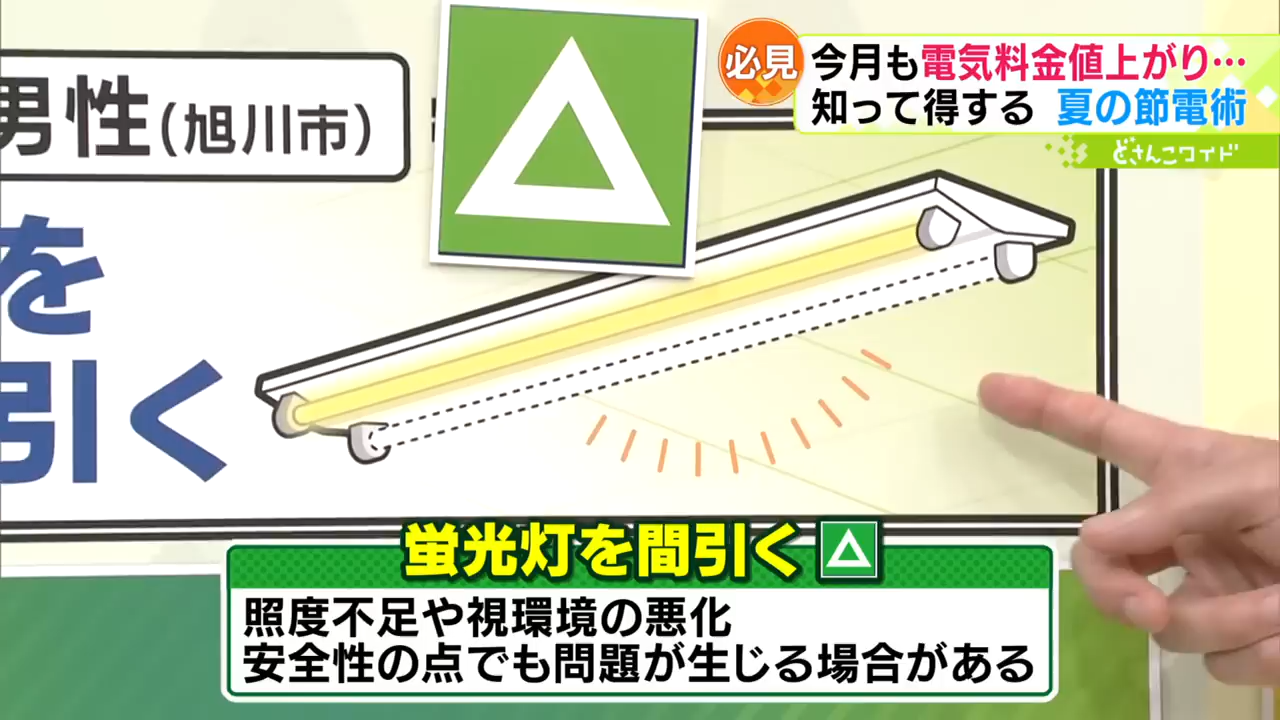 必見
今月も電気料金値上がり…
知って得する 夏の節電術
どさんこワイド
男性(旭川市)
を
引く
蛍光灯を間引く
照度不足や視環境の悪化
安全性の点でも問題が生じる場合がある